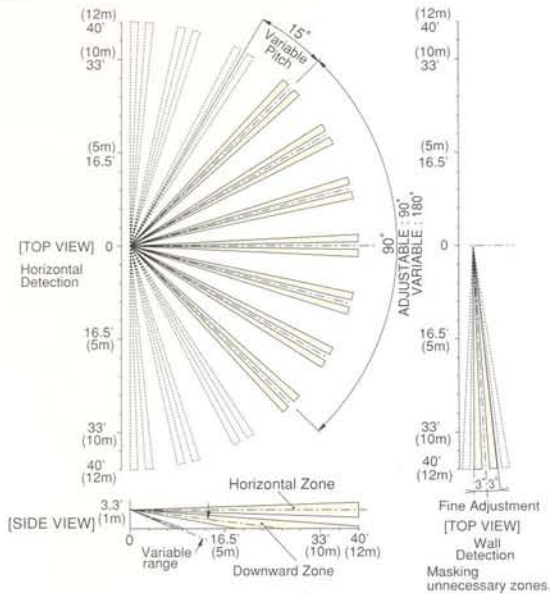 (12m)
40'
(10m)
33'
(5m)
16.5'
[TOP VIEW] 0
Horizontal
Detection
16.5'
(5m)
33'
(10m)
40'
(12m)
15°
Variable
Pitch
90°
ADJUSTABLE : 90°
VARIABLE : 180°
(12m)
40'
(10m)
33'
(5m)
16.5'
0
16.5'
(5m)
33'
(10m)
40'
(12m)
3° 3°
Fine Adjustment
[TOP VIEW]
Wall
Detection
Masking
unnecessary zones.
Horizontal Zone
3.3'
(1m)
[SIDE VIEW]
0
16.5'
(5m)
33'
(10m)
40'
(12m)
Variable
range
Downward Zone